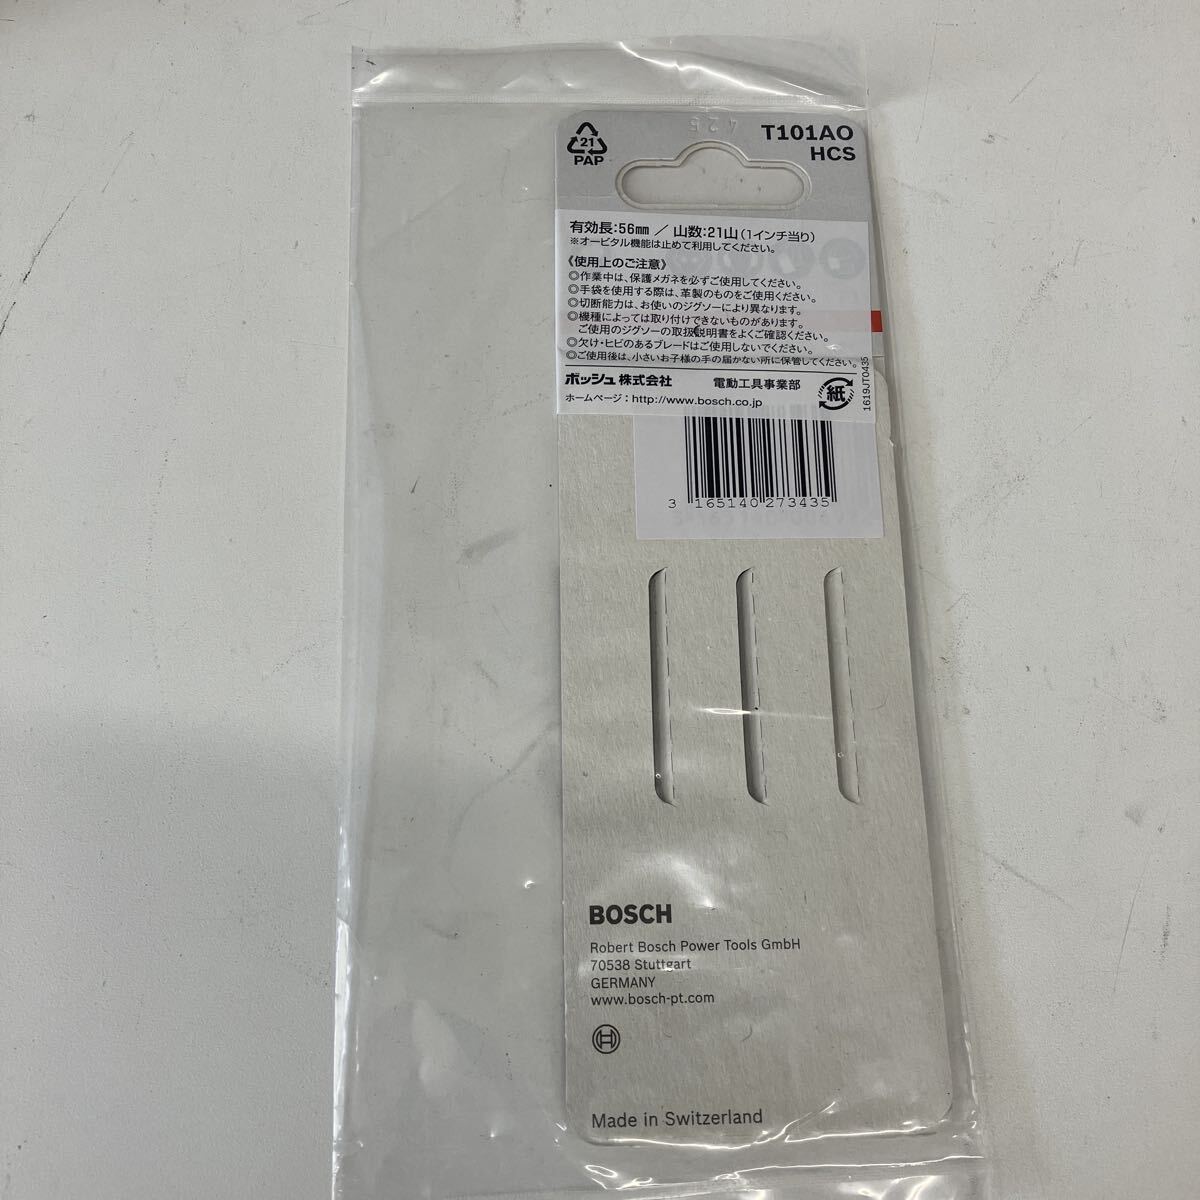 425
T101AO
HCS
21
PAP
有効長:56mm ／ 山数:21山(1インチ当り)
※オービタル機能は止めて利用してください。
《使用上のご注意》
◎作業中は、保護メガネを必ずご使用してください。
◎手袋を使用する際は、革製のものをご使用ください。
◎切断能力は、お使いのジグソーにより異なります。
◎機種によっては取り付けできないものがあります。
ご使用のジグソーの取扱説明書をよくご確認ください。
◎欠け・ヒビのあるブレードはご使用しないでください。
◎ご使用後は、小さいお子様の手の届かない所に保管してください。
ボッシュ株式会社 電動工具事業部
ホームページ：http://www.bosch.co.jp
紙
1619JT0435
3 165140 273435
BOSCH
Robert Bosch Power Tools GmbH
70538 Stuttgart
GERMANY
www.bosch-pt.com
Made in Switzerland